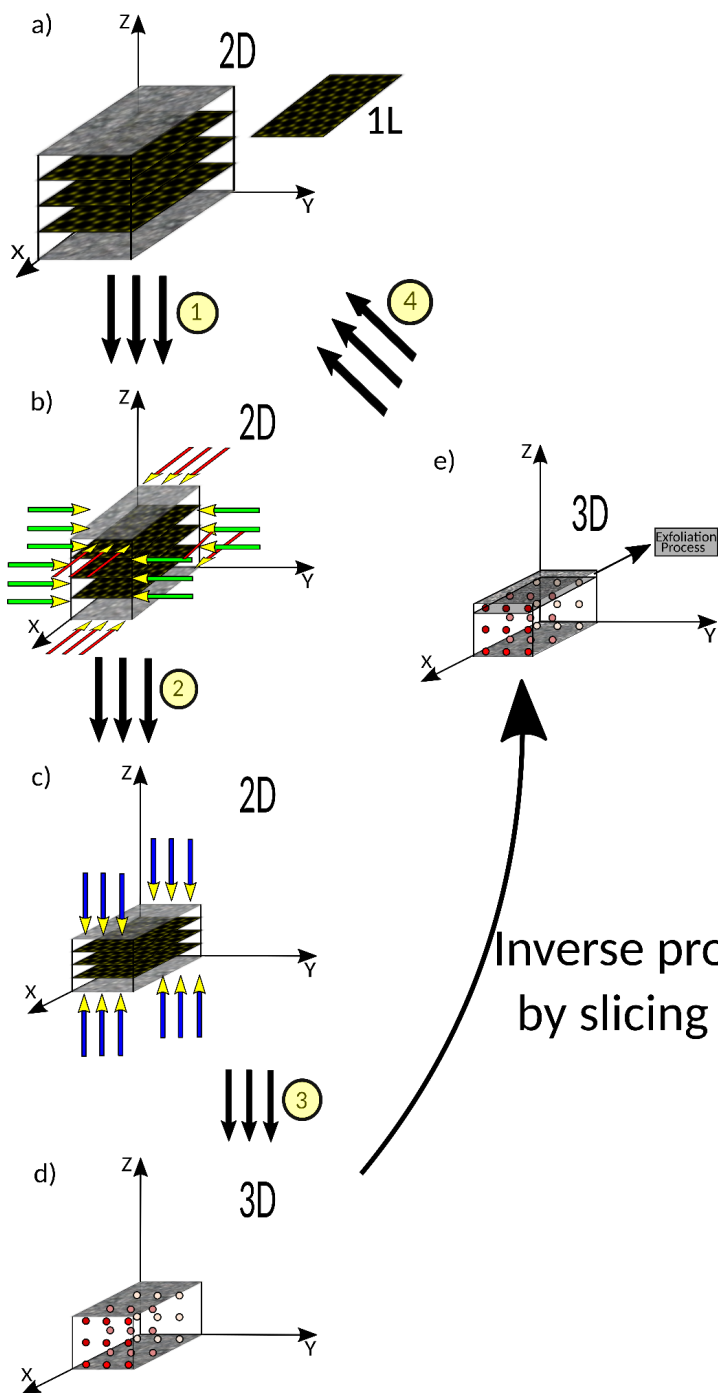 a)
Z
2D
1L
Y
X
1
4
b)
Z
2D
Y
X
e)
Z
3D
Exfoliation
Process
Y
X
2
c)
Z
2D
Y
X
Inverse pro
by slicing
3
d)
Z
3D
Y
X